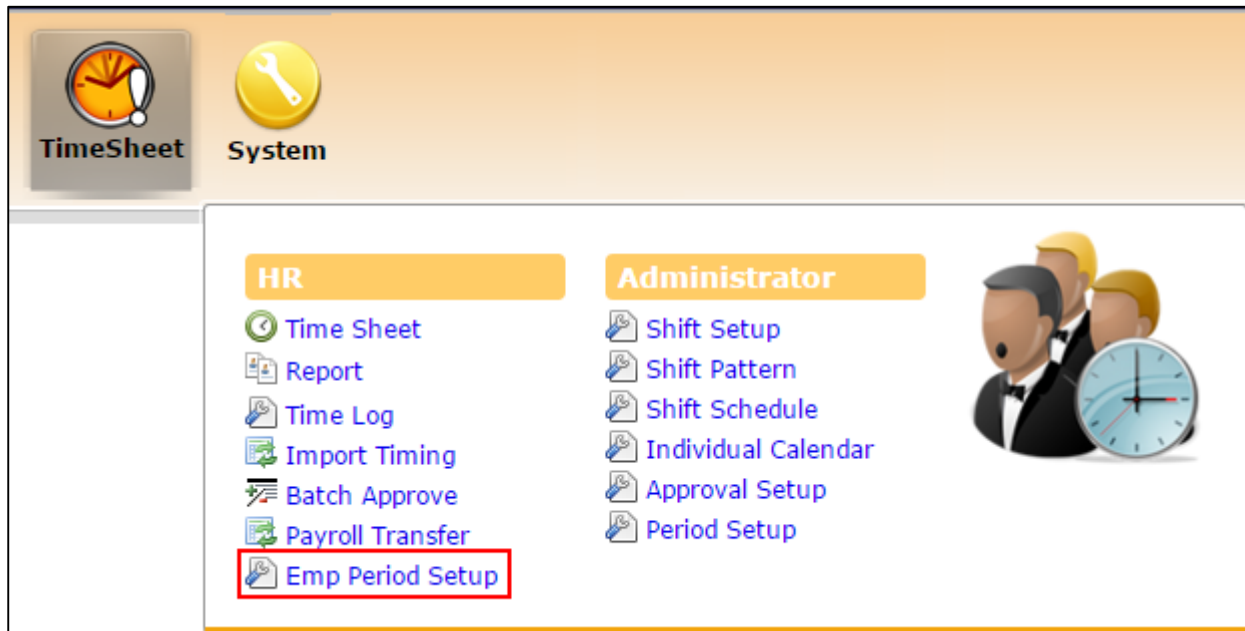 TimeSheet
System
HR
Time Sheet
Report
Time Log
Import Timing
Batch Approve
Payroll Transfer
Emp Period Setup
Administrator
Shift Setup
Shift Pattern
Shift Schedule
Individual Calendar
Approval Setup
Period Setup